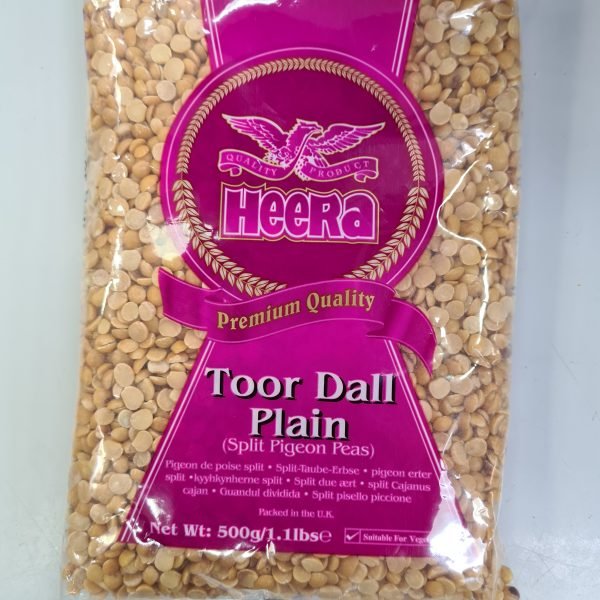 QUALITY PRODUCT
HEERA
Premium Quality
Toor Dall
Plain
(Split Pigeon Peas)
Pigeon de poise split • Split-Taube-Erbse • pigeon erter
split • kyyhkynherne split • Split due ært • split Cajanus
cajan • Guandul dividida • Split pisello piccione
Packed in the U.K.
Net Wt: 500g/1.1lbs℮
Suitable For